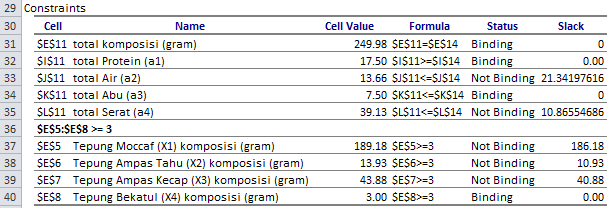 29 Constraints
30 Cell Name Cell Value Formula Status Slack
31 $E$11 total komposisi (gram) 249.98 $E$11=$E$14 Binding 0
32 $I$11 total Protein (a1) 17.50 $I$11>=$I$14 Binding 0.00
33 $J$11 total Air (a2) 13.66 $J$11<=$J$14 Not Binding 21.34197616
34 $K$11 total Abu (a3) 7.50 $K$11<=$K$14 Binding 0
35 $L$11 total Serat (a4) 39.13 $L$11<=$L$14 Not Binding 10.86554686
36 $E$5:$E$8 >= 3
37 $E$5 Tepung Moccaf (X1) komposisi (gram) 189.18 $E$5>=3 Not Binding 186.18
38 $E$6 Tepung Ampas Tahu (X2) komposisi (gram) 13.93 $E$6>=3 Not Binding 10.93
39 $E$7 Tepung Ampas Kecap (X3) komposisi (gram) 43.88 $E$7>=3 Not Binding 40.88
40 $E$8 Tepung Bekatul (X4) komposisi (gram) 3.00 $E$8>=3 Binding 0.00